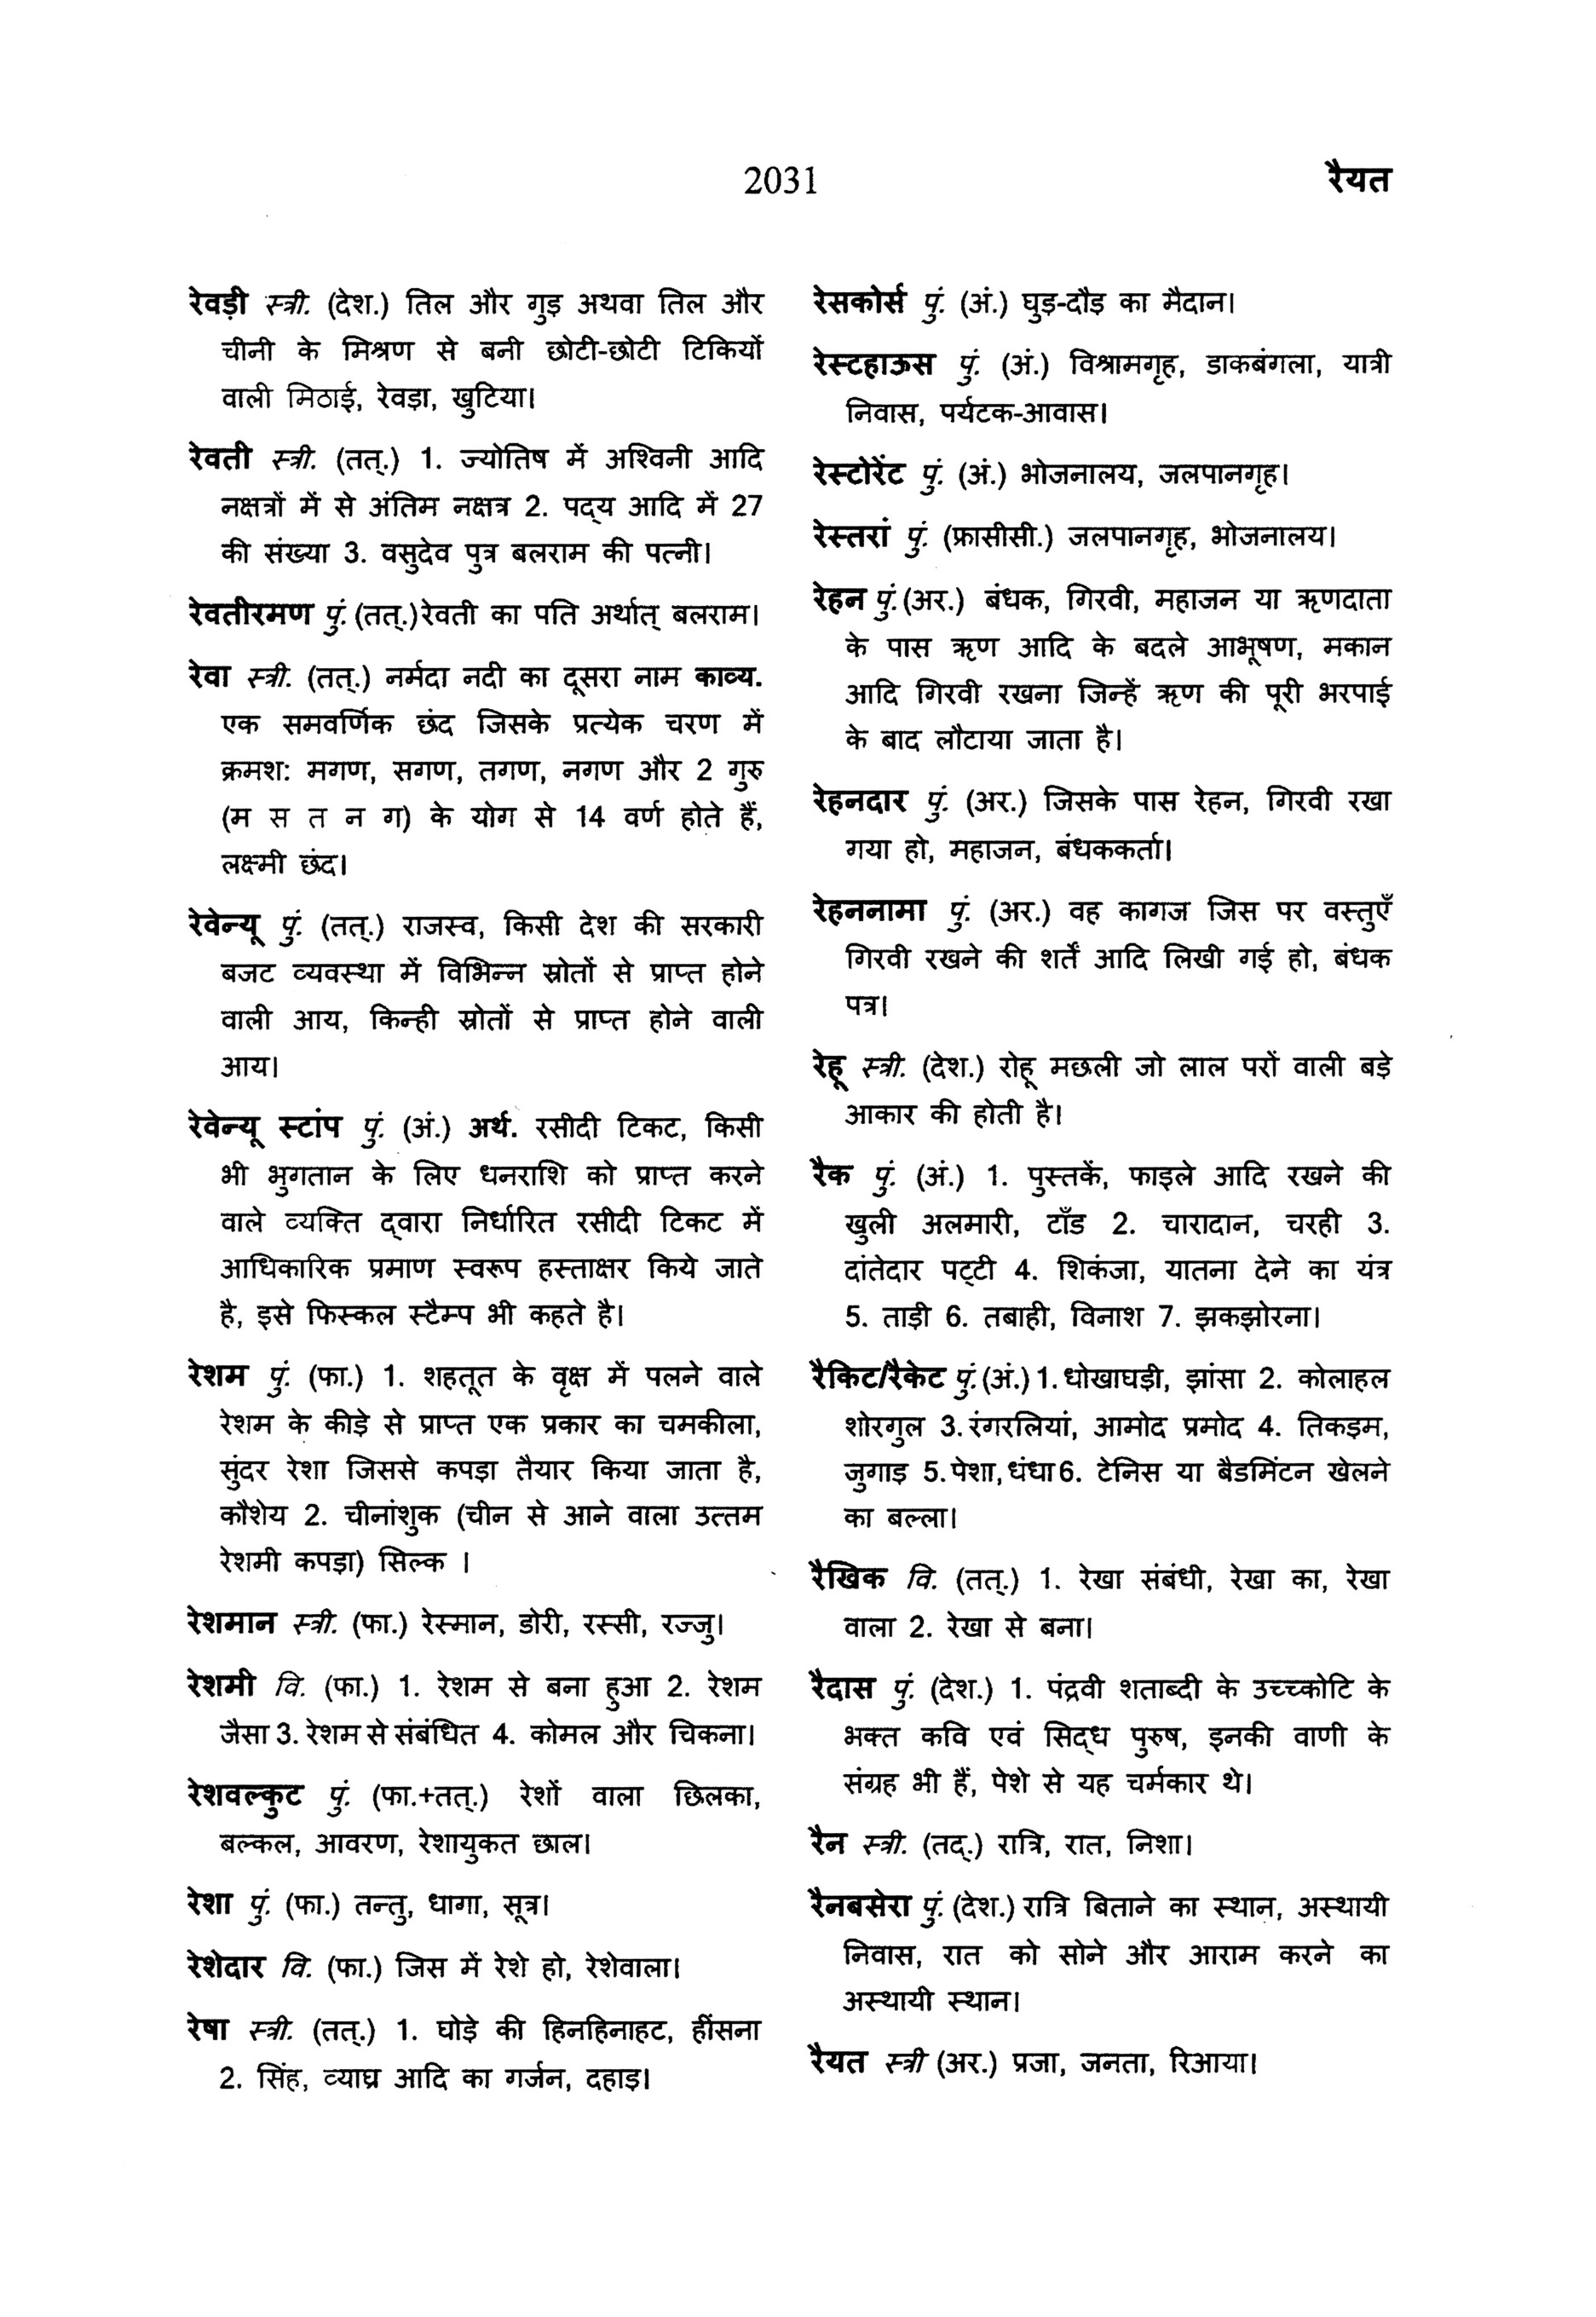 2031
रैयत
रेवड़ी स्त्री. (देश.) तिल और गुड़ अथवा तिल और
चीनी के मिश्रण से बनी छोटी-छोटी टिकियों
वाली मिठाई, रेवड़ा, खुटिया।
रेवती स्त्री. (तत्.) 1. ज्योतिष में अश्विनी आदि
नक्षत्रों में से अंतिम नक्षत्र 2. पद्य आदि में 27
की संख्या 3. वसुदेव पुत्र बलराम की पत्नी।
रेवतीरमण पुं. (तत्.)रेवती का पति अर्थात् बलराम।
रेवा स्त्री. (तत्.) नर्मदा नदी का दूसरा नाम काव्य.
एक समवर्णिक छंद जिसके प्रत्येक चरण में
क्रमश: मगण, सगण, तगण, नगण और 2 गुरु
(म स त न ग) के योग से 14 वर्ण होते हैं,
लक्ष्मी छंद।
रेवेन्यू पुं. (तत्.) राजस्व, किसी देश की सरकारी
बजट व्यवस्था में विभिन्न स्रोतों से प्राप्त होने
वाली आय, किन्ही स्रोतों से प्राप्त होने वाली
आय।
रेवेन्यू स्टांप पुं. (अं.) अर्थ. रसीदी टिकट, किसी
भी भुगतान के लिए धनराशि को प्राप्त करने
वाले व्यक्ति द्वारा निर्धारित रसीदी टिकट में
आधिकारिक प्रमाण स्वरूप हस्ताक्षर किये जाते
है, इसे फिस्कल स्टैम्प भी कहते है।
रेशम पुं. (फा.) 1. शहतूत के वृक्ष में पलने वाले
रेशम के कीड़े से प्राप्त एक प्रकार का चमकीला,
सुंदर रेशा जिससे कपड़ा तैयार किया जाता है,
कौशेय 2. चीनांशुक (चीन से आने वाला उत्तम
रेशमी कपड़ा) सिल्क ।
रेशमान स्त्री. (फा.) रेस्मान, डोरी, रस्सी, रज्जु।
रेशमी वि. (फा.) 1. रेशम से बना हुआ 2. रेशम
जैसा 3. रेशम से संबंधित 4. कोमल और चिकना।
रेशवल्कुट पुं. (फा.+तत्.) रेशों वाला छिलका,
बल्कल, आवरण, रेशायुकत छाल।
रेशा पुं. (फा.) तन्तु, धागा, सूत्र।
रेशेदार वि. (फा.) जिस में रेशे हो, रेशेवाला।
रेषा स्त्री. (तत्.) 1. घोड़े की हिनहिनाहट, हींसना
2. सिंह, व्याघ्र आदि का गर्जन, दहाड़।
रेसकोर्स पुं. (अं.) घुड़-दौड़ का मैदान।
रेस्टहाऊस पुं. (अं.) विश्रामगृह, डाकबंगला, यात्री
निवास, पर्यटक-आवास।
रेस्टोरेंट पुं. (अं.) भोजनालय, जलपानगृह।
रेस्तरां पुं. (फ्रासीसी.) जलपानगृह, भोजनालय।
रेहन पुं. (अर.) बंधक, गिरवी, महाजन या ऋणदाता
के पास ऋण आदि के बदले आभूषण, मकान
आदि गिरवी रखना जिन्हें ऋण की पूरी भरपाई
के बाद लौटाया जाता है।
रेहनदार पुं. (अर.) जिसके पास रेहन, गिरवी रखा
गया हो, महाजन, बंधककर्ता।
रेहननामा पुं. (अर.) वह कागज जिस पर वस्तुएँ
गिरवी रखने की शर्तें आदि लिखी गई हो, बंधक
पत्र।
रेहू स्त्री. (देश.) रोहू मछली जो लाल परों वाली बड़े
आकार की होती है।
रैक पुं. (अं.) 1. पुस्तकें, फाइले आदि रखने की
खुली अलमारी, टाँड 2. चारादान, चरही 3.
दांतेदार पट्टी 4. शिकंजा, यातना देने का यंत्र
5. ताड़ी 6. तबाही, विनाश 7. झकझोरना।
रैकिट/रैकेट पुं. (अं.) 1. धोखाघड़ी, झांसा 2. कोलाहल
शोरगुल 3. रंगरलियां, आमोद प्रमोद 4. तिकड़म,
जुगाड़ 5. पेशा, धंधा 6. टेनिस या बैडमिंटन खेलने
का बल्ला।
रैखिक वि. (तत्.) 1. रेखा संबंधी, रेखा का, रेखा
वाला 2. रेखा से बना।
रैदास पुं. (देश.) 1. पंद्रवी शताब्दी के उच्च्कोटि के
भक्त कवि एवं सिद्ध पुरुष, इनकी वाणी के
संग्रह भी हैं, पेशे से यह चर्मकार थे।
रैन स्त्री. (तद्.) रात्रि, रात, निशा।
रैनबसेरा पुं. (देश.) रात्रि बिताने का स्थान, अस्थायी
निवास, रात को सोने और आराम करने का
अस्थायी स्थान।
रैयत स्त्री (अर.) प्रजा, जनता, रिआया।